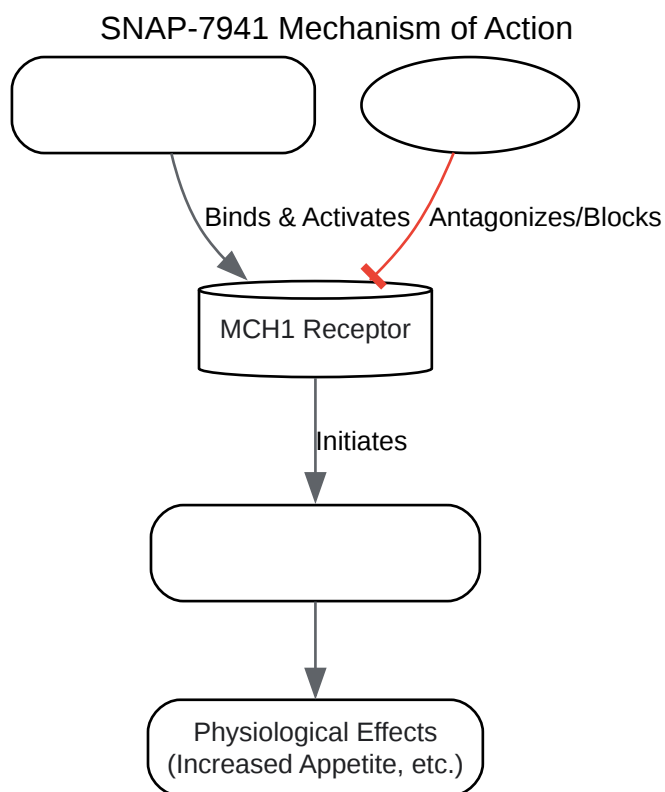 SNAP-7941 Mechanism of Action
Binds & Activates
Antagonizes/Blocks
MCH1 Receptor
Initiates
Physiological Effects
(Increased Appetite, etc.)